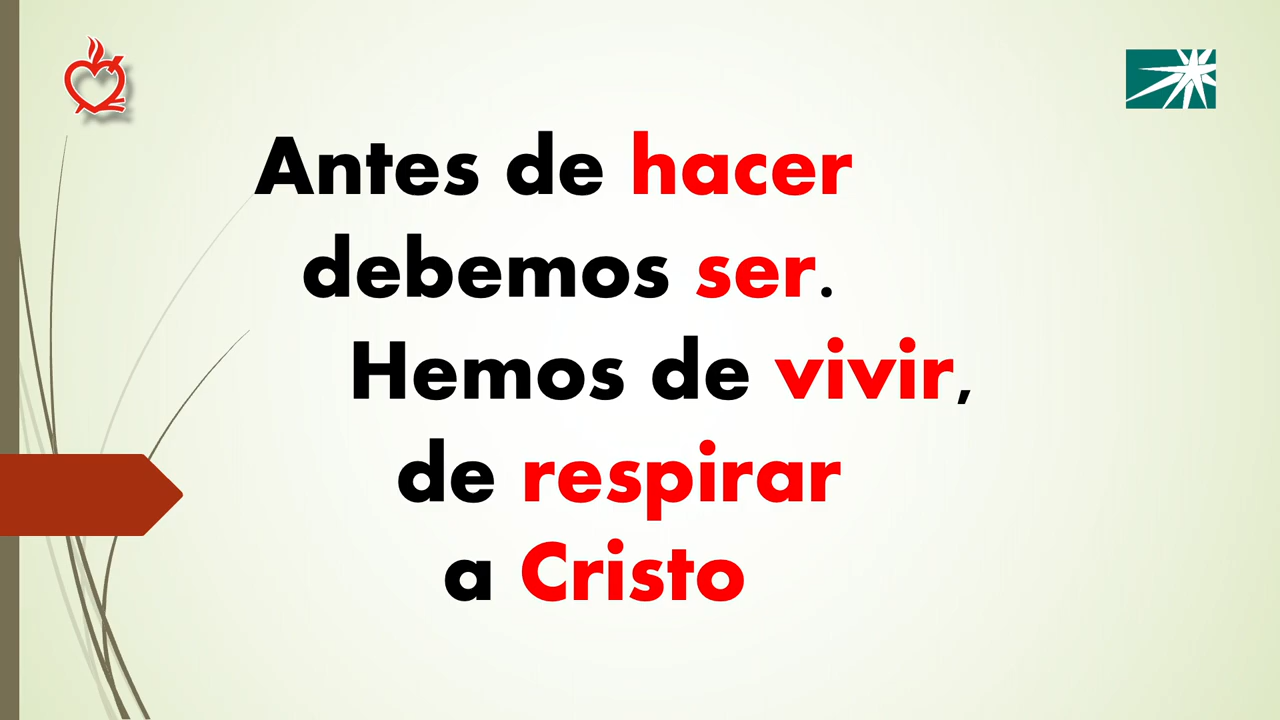 Antes de hacer
debemos ser.
Hemos de vivir,
de respirar
a Cristo